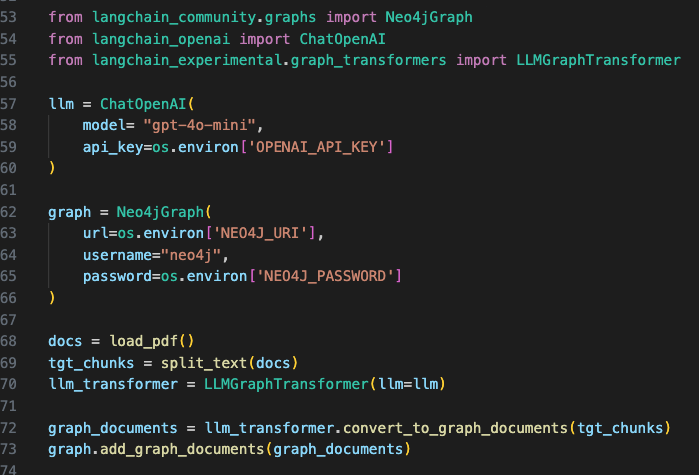 53 from langchain_community.graphs import Neo4jGraph
54 from langchain_openai import ChatOpenAI
55 from langchain_experimental.graph_transformers import LLMGraphTransformer
56
57 llm = ChatOpenAI(
58     model= "gpt-4o-mini",
59     api_key=os.environ['OPENAI_API_KEY']
60 )
61
62 graph = Neo4jGraph(
63     url=os.environ['NEO4J_URI'],
64     username="neo4j",
65     password=os.environ['NEO4J_PASSWORD']
66 )
67
68 docs = load_pdf()
69 tgt_chunks = split_text(docs)
70 llm_transformer = LLMGraphTransformer(llm=llm)
71
72 graph_documents = llm_transformer.convert_to_graph_documents(tgt_chunks)
73 graph.add_graph_documents(graph_documents)
74